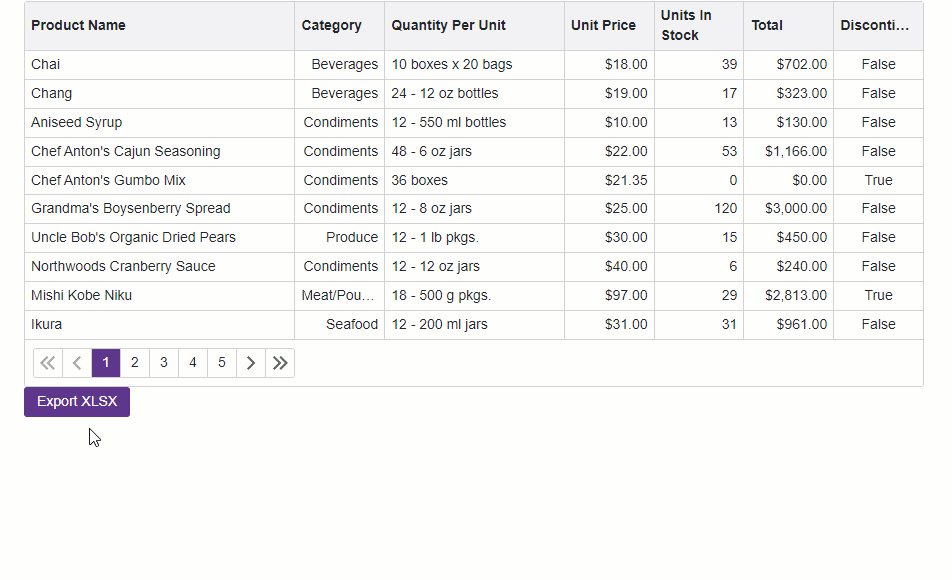 Product Name Category Quantity Per Unit Unit Price Units In Stock Total Disconti...
Chai Beverages 10 boxes x 20 bags $18.00 39 $702.00 False
Chang Beverages 24 - 12 oz bottles $19.00 17 $323.00 False
Aniseed Syrup Condiments 12 - 550 ml bottles $10.00 13 $130.00 False
Chef Anton's Cajun Seasoning Condiments 48 - 6 oz jars $22.00 53 $1,166.00 False
Chef Anton's Gumbo Mix Condiments 36 boxes $21.35 0 $0.00 True
Grandma's Boysenberry Spread Condiments 12 - 8 oz jars $25.00 120 $3,000.00 False
Uncle Bob's Organic Dried Pears Produce 12 - 1 lb pkgs. $30.00 15 $450.00 False
Northwoods Cranberry Sauce Condiments 12 - 12 oz jars $40.00 6 $240.00 False
Mishi Kobe Niku Meat/Pou... 18 - 500 g pkgs. $97.00 29 $2,813.00 True
Ikura Seafood 12 - 200 ml jars $31.00 31 $961.00 False
1 2 3 4 5
Export XLSX